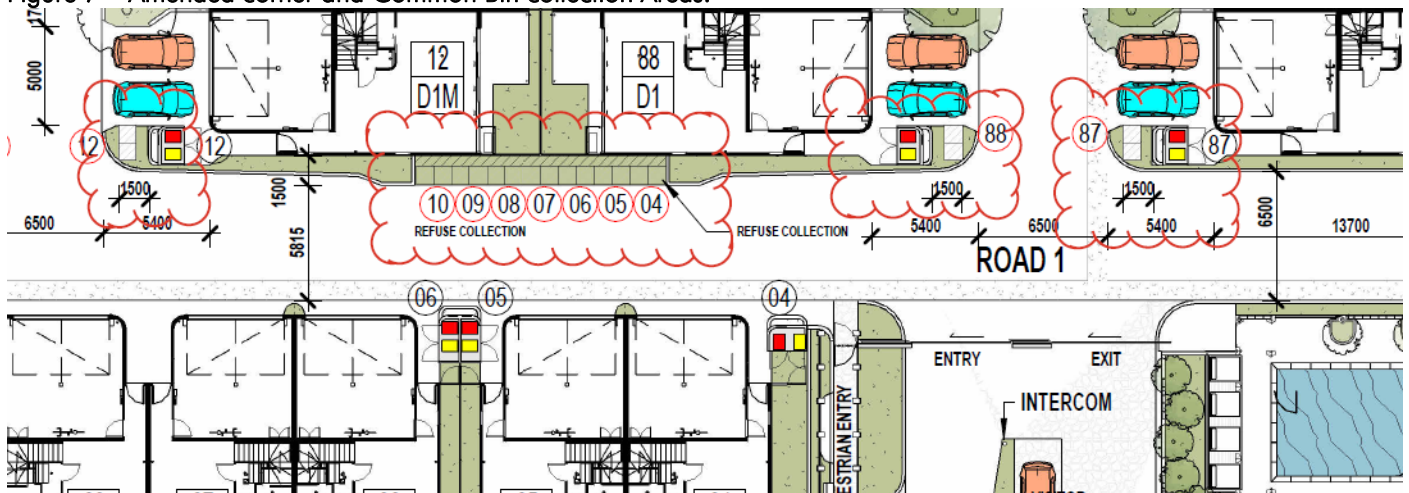 Figure 7 – Amended Corner and Common Bin Collection Areas.
5000
12
D1M
88
D1
12
12
88
87
87
1500
1500
10 09 08 07 06 05 04
1500
1500
6500
5400
5815
REFUSE COLLECTION
REFUSE COLLECTION
5400
6500
5400
6500
13700
ROAD 1
06
05
04
ENTRY
EXIT
INTERCOM
ESTRIAN ENTRY